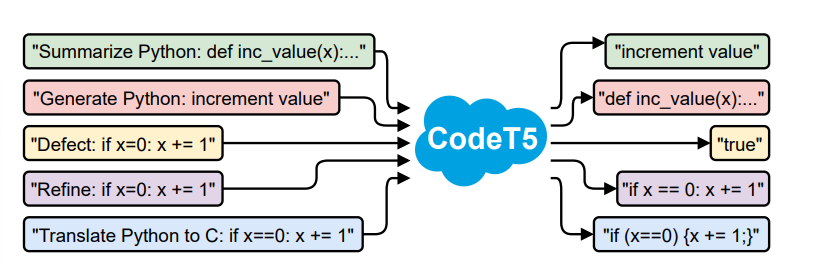 "Summarize Python: def inc_value(x):..."
"increment value"
"Generate Python: increment value"
"def inc_value(x):..."
CodeT5
"Defect: if x=0: x += 1"
"true"
"Refine: if x=0: x += 1"
"if x == 0: x += 1"
"Translate Python to C: if x==0: x += 1"
"if (x==0) {x += 1;}"